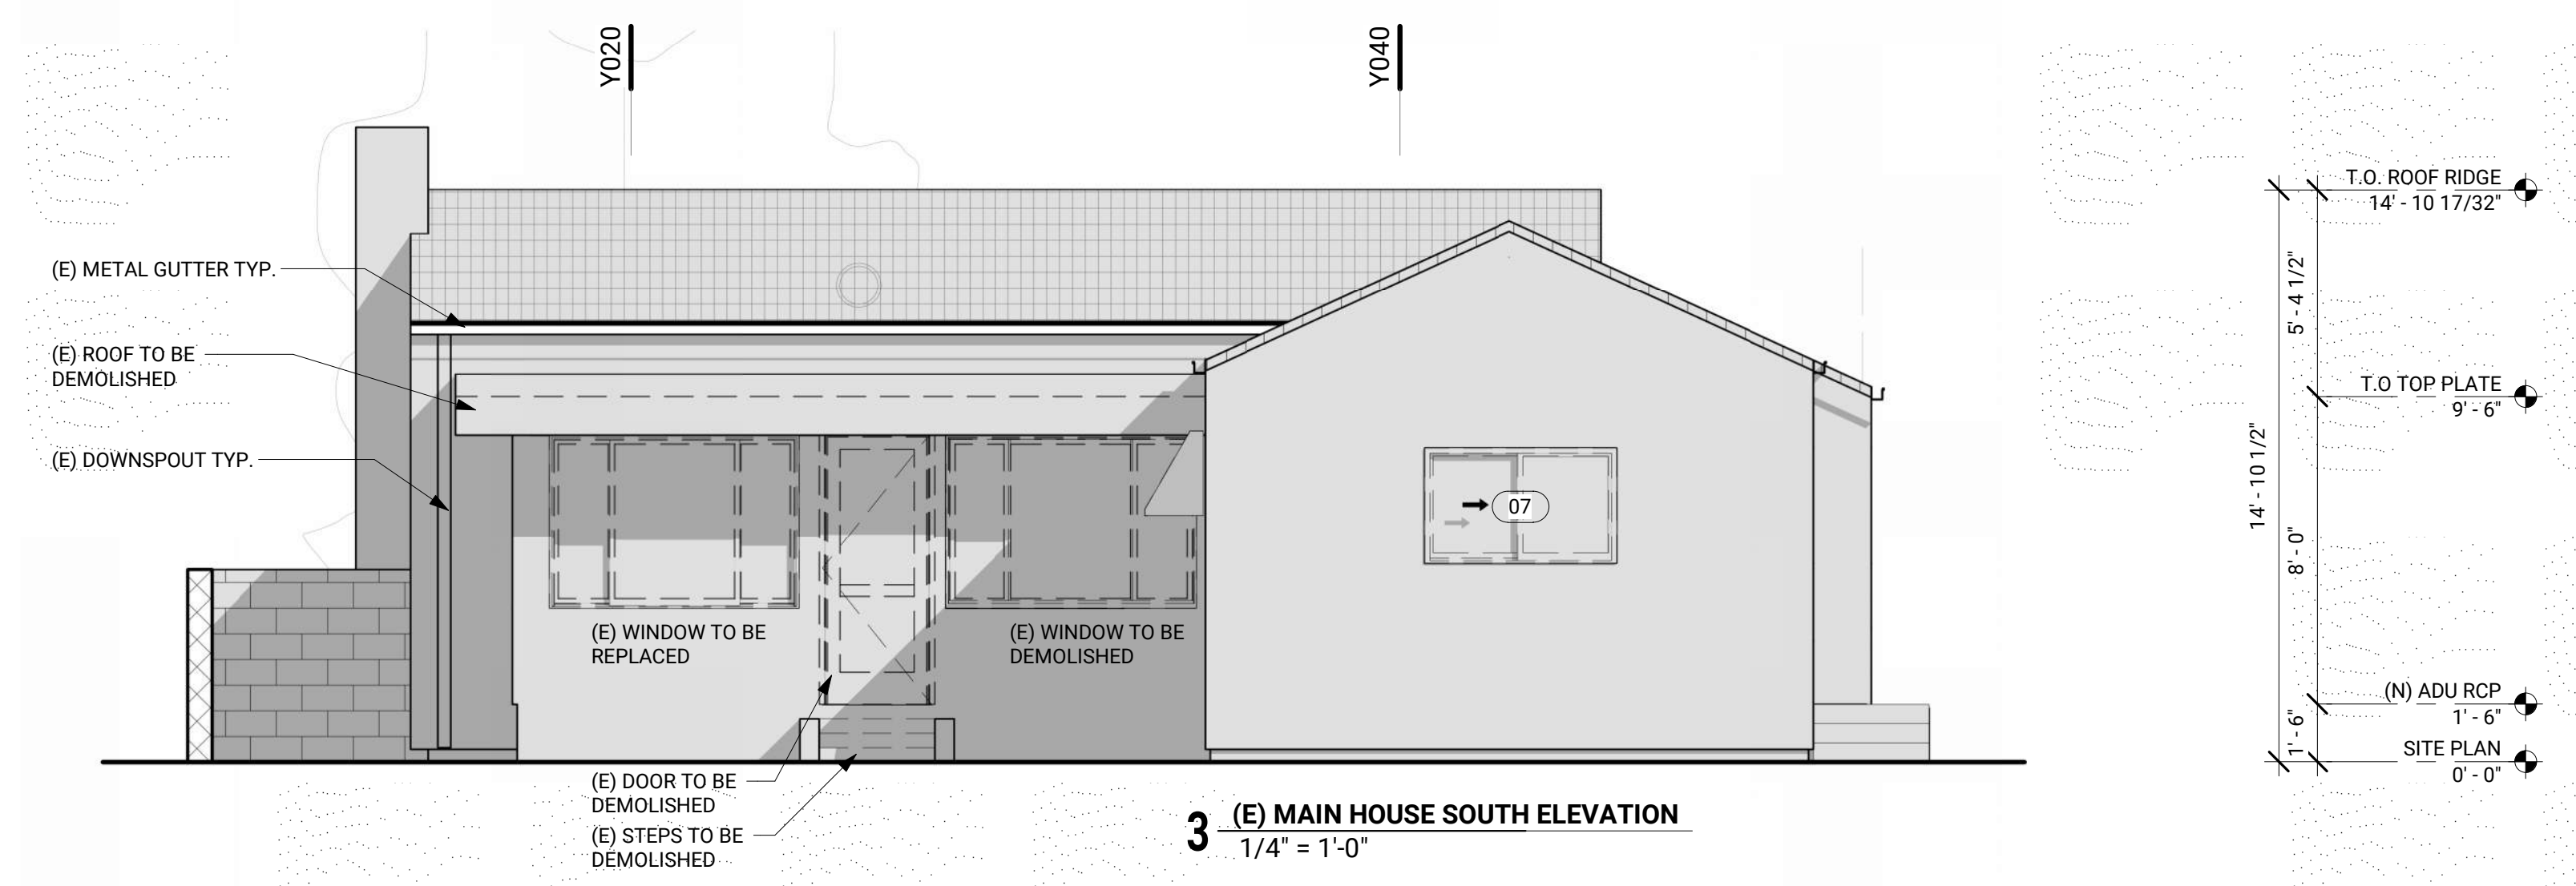 Y020
Y040
(E) METAL GUTTER TYP.
(E) ROOF TO BE
DEMOLISHED
(E) DOWNSPOUT TYP.
(E) WINDOW TO BE
REPLACED
(E) WINDOW TO BE
DEMOLISHED
07
(E) DOOR TO BE
DEMOLISHED
(E) STEPS TO BE
DEMOLISHED
3
(E) MAIN HOUSE SOUTH ELEVATION
1/4" = 1'-0"
T.O. ROOF RIDGE
14' - 10 17/32"
5' - 4 1/2"
T.O TOP PLATE
9' - 6"
14' - 10 1/2"
8' - 0"
(N) ADU RCP
1' - 6"
1' - 6"
SITE PLAN
0' - 0"